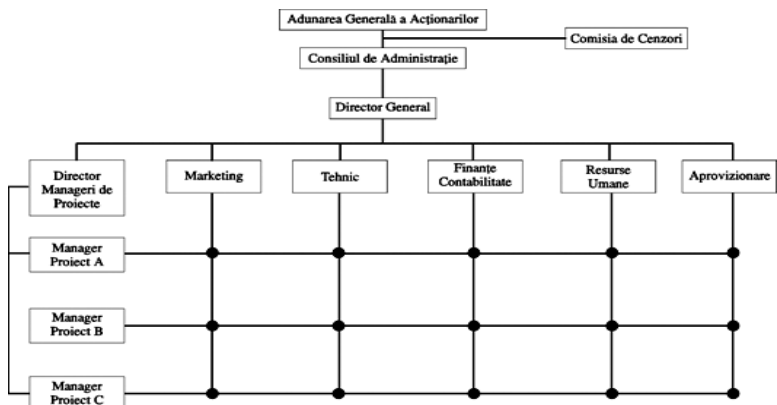 Adunarea Generală a Acționarilor
Comisia de Cenzori
Consiliul de Administrație
Director General
Director
Manageri de
Proiecte
Marketing
Tehnic
Finanțe
Contabilitate
Resurse
Umane
Aprovizionare
Manager
Proiect A
Manager
Proiect B
Manager
Proiect C